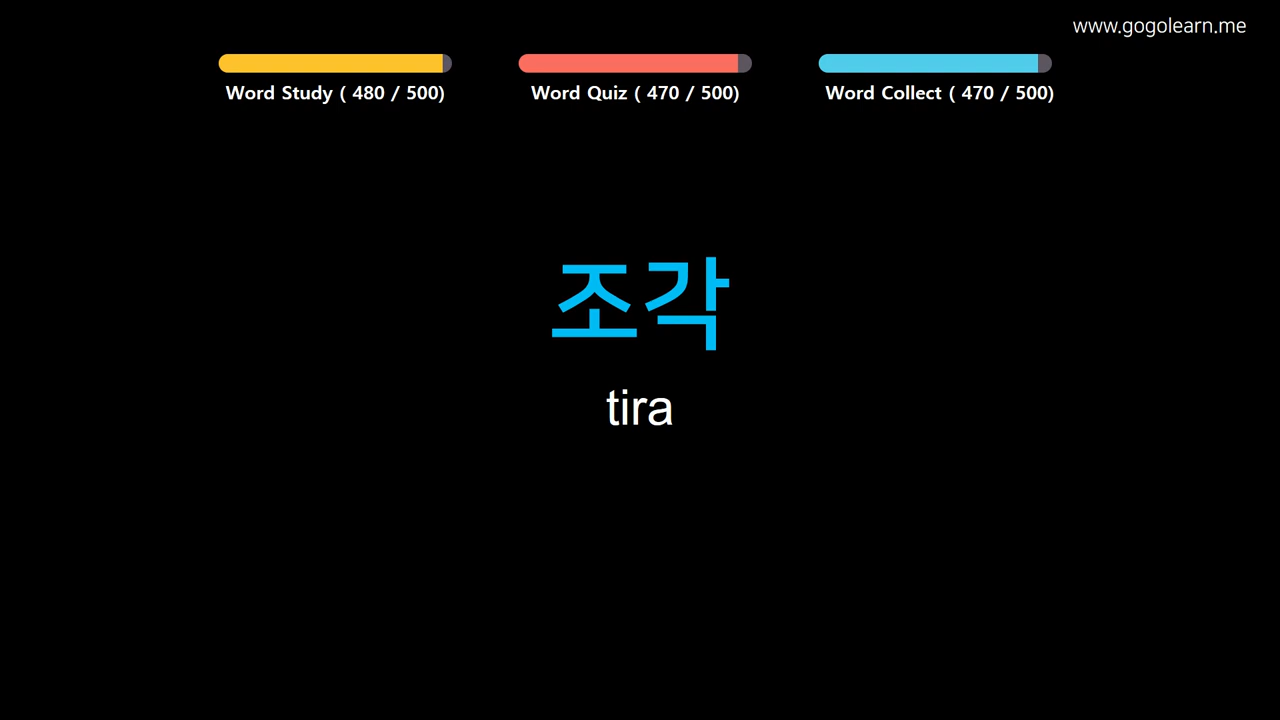 www.gogolearn.me
Word Study ( 480 / 500)
Word Quiz ( 470 / 500)
Word Collect ( 470 / 500)
조각
tira